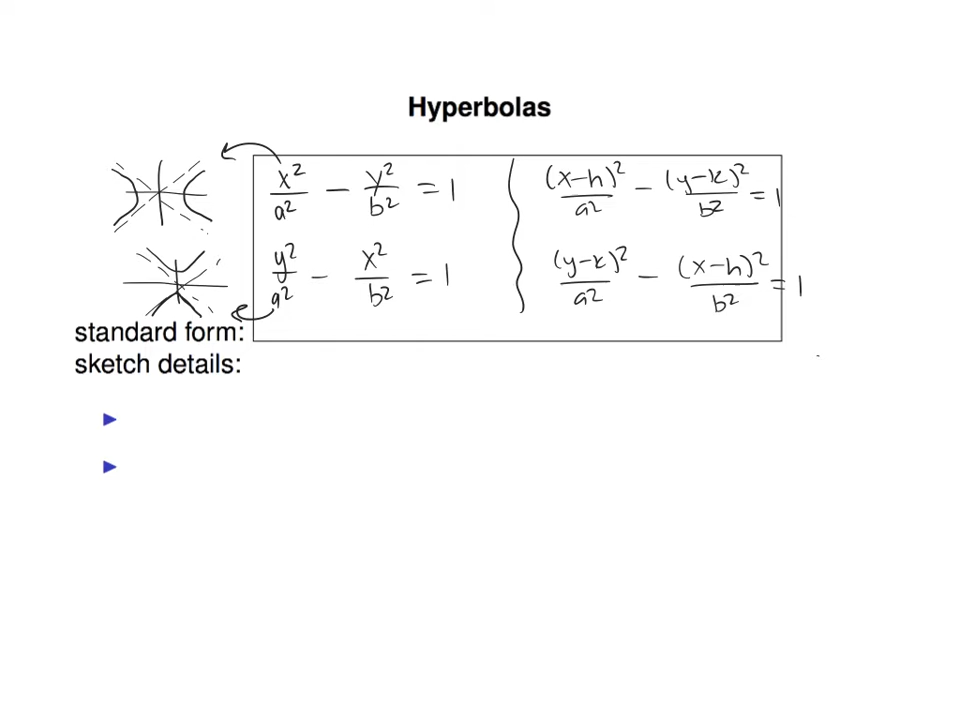 Hyperbolas
x²/a² − y²/b² = 1    (x−h)²/a² − (y−k)²/b² = 1
y²/a² − x²/b² = 1    (y−k)²/a² − (x−h)²/b² = 1
standard form:
sketch details: